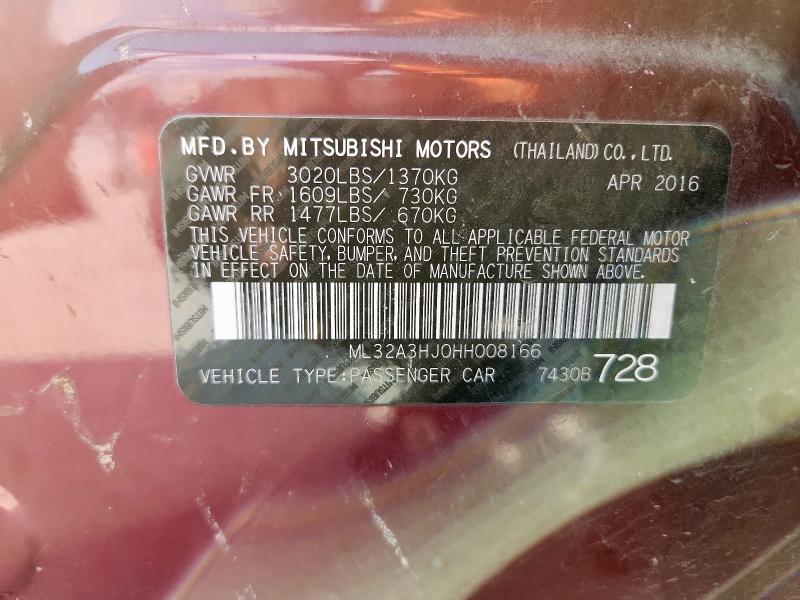 MFD.BY MITSUBISHI MOTORS (THAILAND) CO., LTD.
GVWR 3020LBS/1370KG APR 2016
GAWR FR 1609LBS/ 730KG
GAWR RR 1477LBS/ 670KG
THIS VEHICLE CONFORMS TO ALL APPLICABLE FEDERAL MOTOR
VEHICLE SAFETY, BUMPER, AND THEFT PREVENTION STANDARDS
IN EFFECT ON THE DATE OF MANUFACTURE SHOWN ABOVE.
ML32A3HJ0HH008166
VEHICLE TYPE:PASSENGER CAR 7430B 728